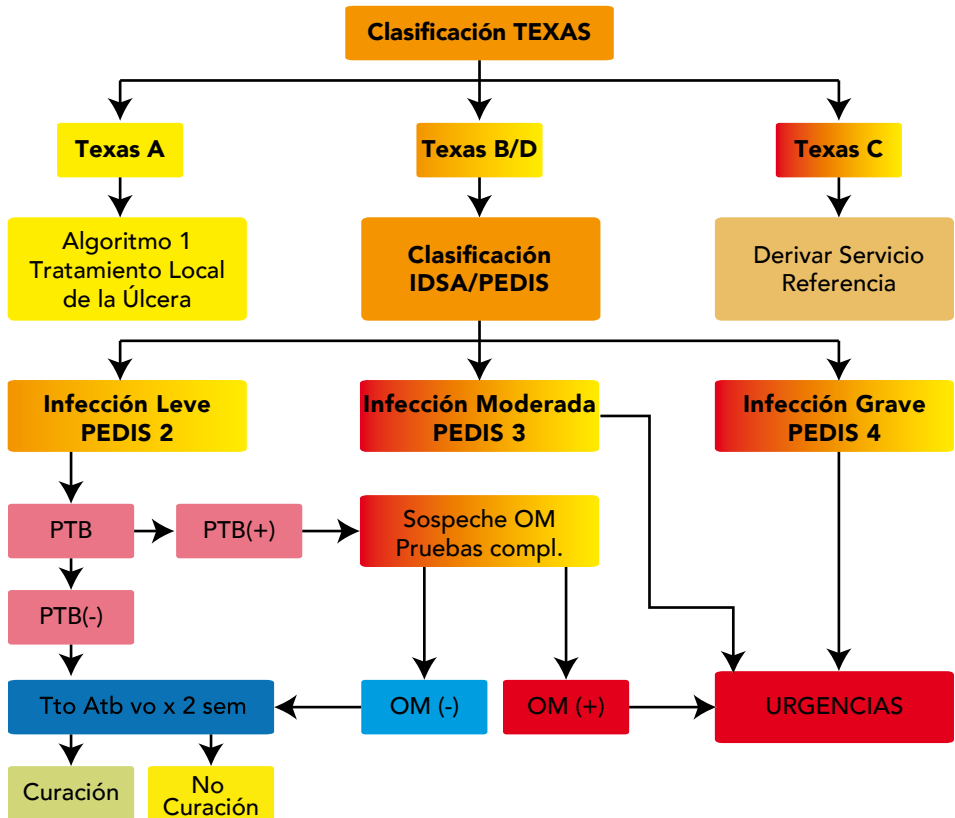 Clasificación TEXAS
Texas A
Texas B/D
Texas C
Algoritmo 1
Tratamiento Local
de la Úlcera
Clasificación
IDSA/PEDIS
Derivar Servicio
Referencia
Infección Leve
PEDIS 2
Infección Moderada
PEDIS 3
Infección Grave
PEDIS 4
PTB
PTB(+)
Sospeche OM
Pruebas compl.
PTB(-)
Tto Atb vo x 2 sem
OM (-)
OM (+)
URGENCIAS
Curación
No
Curación